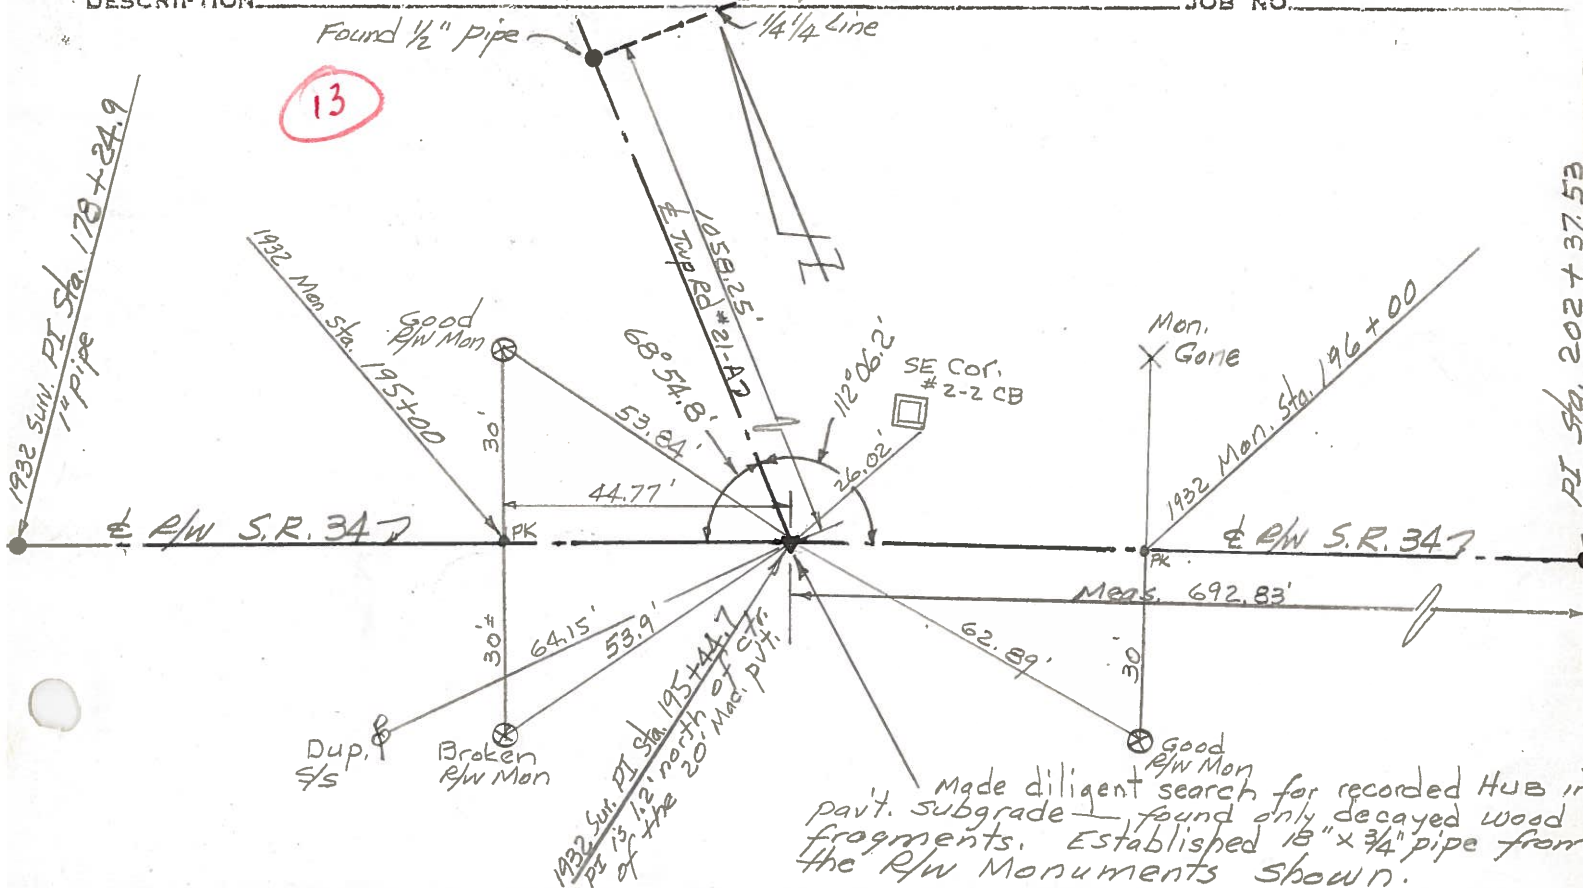 DESCRIPTION
JOB NO.
Found 1/2" pipe
1/4 1/4 Line
13
1932 Surv. PI Sta. 178+24.9
1" Pipe
1932 Mon Sta. 195+00
Good
R/W Mon
30'
53.84'
68°54.8'
1058.25'
℄ Twp Rd #21-AD
112°06.2'
SE Cor.
#2-2 CB
26.02'
Mon.
Gone
1932 Mon. Sta. 196+00
PI Sta. 202+37.53
44.77'
℄ R/W S.R. 34
PK
℄ R/W S.R. 34
PK
Meas. 692.83'
30'±
64.15'
53.9'
62.89'
30'
Dup.
S/S
Broken
R/W Mon
1932 Sur. PI Sta. 195+44.7
PI is 1.2' north of ctr.
of the 20' Mac. pvt.
Good
R/W Mon
Made diligent search for recorded HUB in
pav't. subgrade — found only decayed wood
fragments. Established 18" x 3/4" pipe from
the R/W Monuments shown.